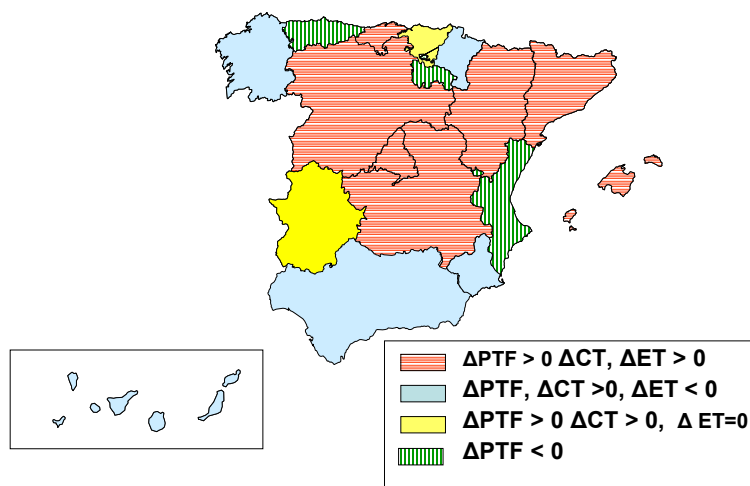 ΔPTF > 0 ΔCT, ΔET > 0
ΔPTF, ΔCT >0, ΔET < 0
ΔPTF > 0 ΔCT > 0, Δ ET=0
ΔPTF < 0